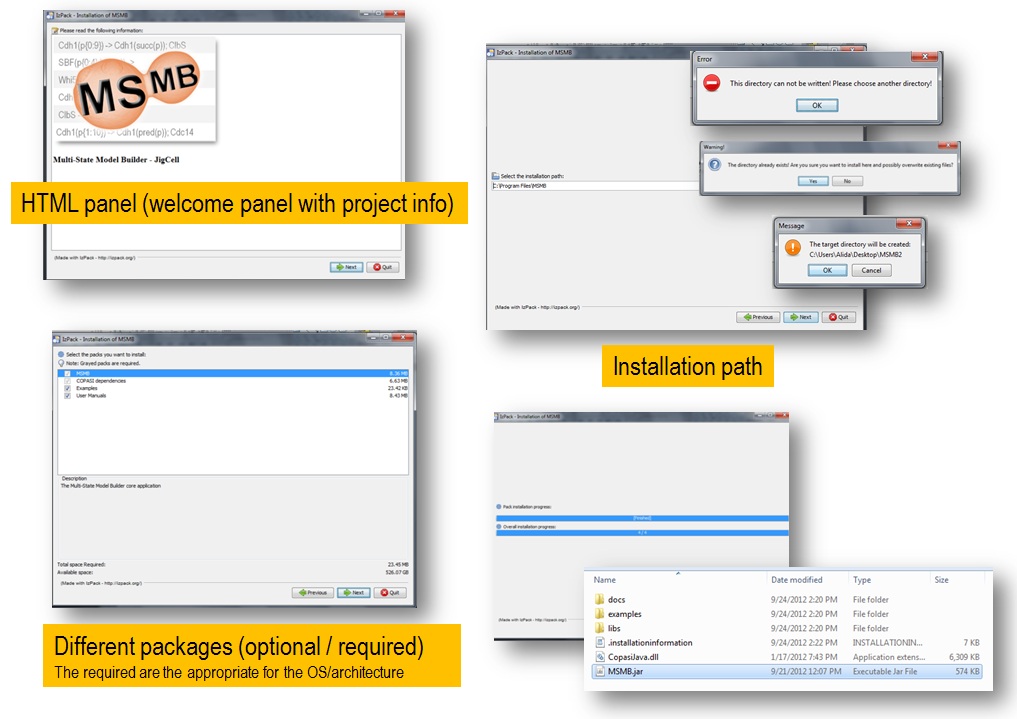 IzPack - Installation of MSMB
Please read the following information:
Cdh1(p{0:9}) -> Cdh1(succ(p)); ClbS
SBF(p{0:
Whi5
Cdh
ClbS
Cdh1(p{1:10}) -> Cdh1(pred(p)); Cdc14
MSMB
Multi-State Model Builder - JigCell
HTML panel (welcome panel with project info)
(Made with IzPack - http://izpack.org/)
Next
Quit
IzPack - Installation of MSMB
Select the installation path:
C:\Program Files\MSMB
(Made with IzPack - http://izpack.org/)
Previous
Next
Quit
Error
This directory can not be written! Please choose another directory!
OK
Warning!
The directory already exists! Are you sure you want to install here and possibly overwrite existing files?
Yes
No
Message
The target directory will be created:
C:\Users\Alida\Desktop\MSMB2
OK
Cancel
Installation path
IzPack - Installation of MSMB
Select the packs you want to install:
Note: Grayed packs are required.
MSMB 8.36 MB
COPASI dependencies 6.63 MB
Examples 23.42 KB
User Manuals 8.43 MB
Description
The Multi-State Model Builder core application
Total space Required: 23.45 MB
Available space: 526.07 GB
(Made with IzPack - http://izpack.org/)
Previous
Next
Quit
Different packages (optional / required)
The required are the appropriate for the OS/architecture
IzPack - Installation of MSMB
Pack installation progress:
[Finished]
Overall installation progress:
4 / 4
(Made with IzPack - http://izpack.org/)
Name Date modified Type Size
docs 9/24/2012 2:20 PM File folder
examples 9/24/2012 2:20 PM File folder
libs 9/24/2012 2:20 PM File folder
.installationinformation 9/24/2012 2:22 PM INSTALLATIONIN... 7 KB
CopasiJava.dll 1/17/2012 7:43 PM Application extens... 6,309 KB
MSMB.jar 9/21/2012 12:07 PM Executable Jar File 574 KB